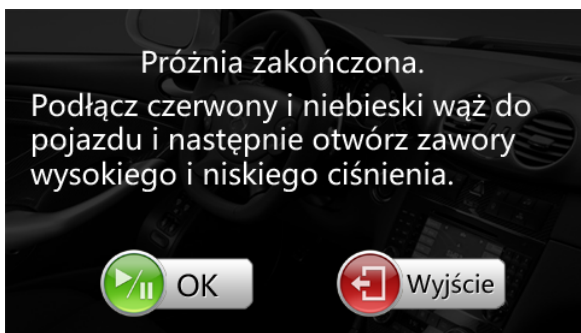 Próżnia zakończona.
Podłącz czerwony i niebieski wąż do
pojazdu i następnie otwórz zawory
wysokiego i niskiego ciśnienia.
OK
Wyjście